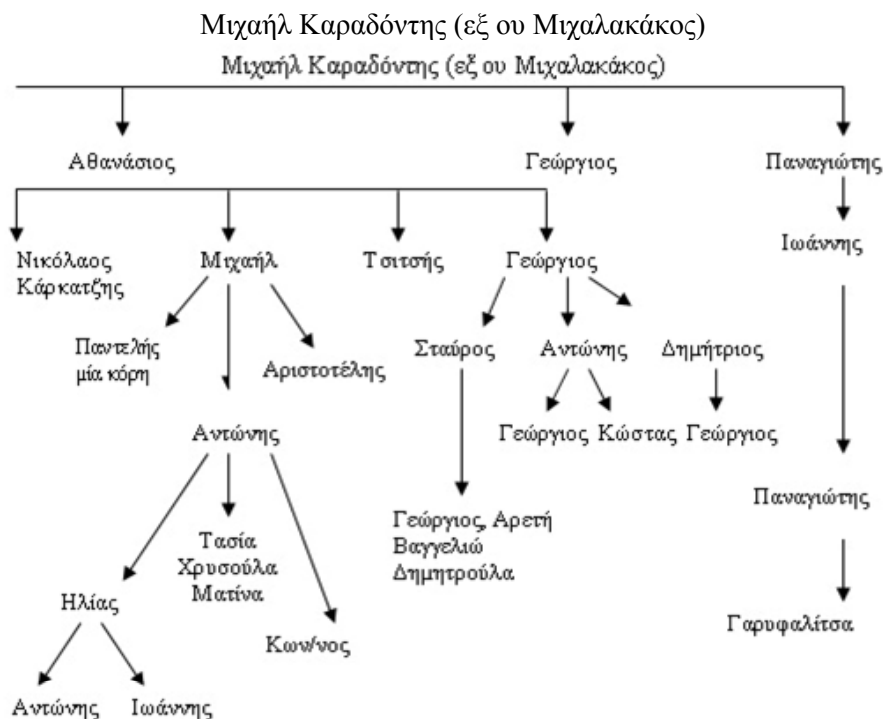 Μιχαήλ Καραδόντης (εξ ου Μιχαλακάκος)
Μιχαήλ Καραδόντης (εξ ου Μιχαλακάκος)
Αθανάσιος Γεώργιος Παναγιώτης
Ιωάννης
Νικόλαος Μιχαήλ Τσιτσής Γεώργιος
Κάρκατζης
Παντελής Αριστοτέλης Σταύρος Αντώνης Δημήτριος
μία κόρη
Αντώνης Γεώργιος Κώστας Γεώργιος
Παναγιώτης
Γεώργιος, Αρετή
Βαγγελιώ
Δημητρούλα
Τασία
Χρυσούλα
Ματίνα
Ηλίας
Κων/νος
Γαρυφαλίτσα
Αντώνης Ιωάννης